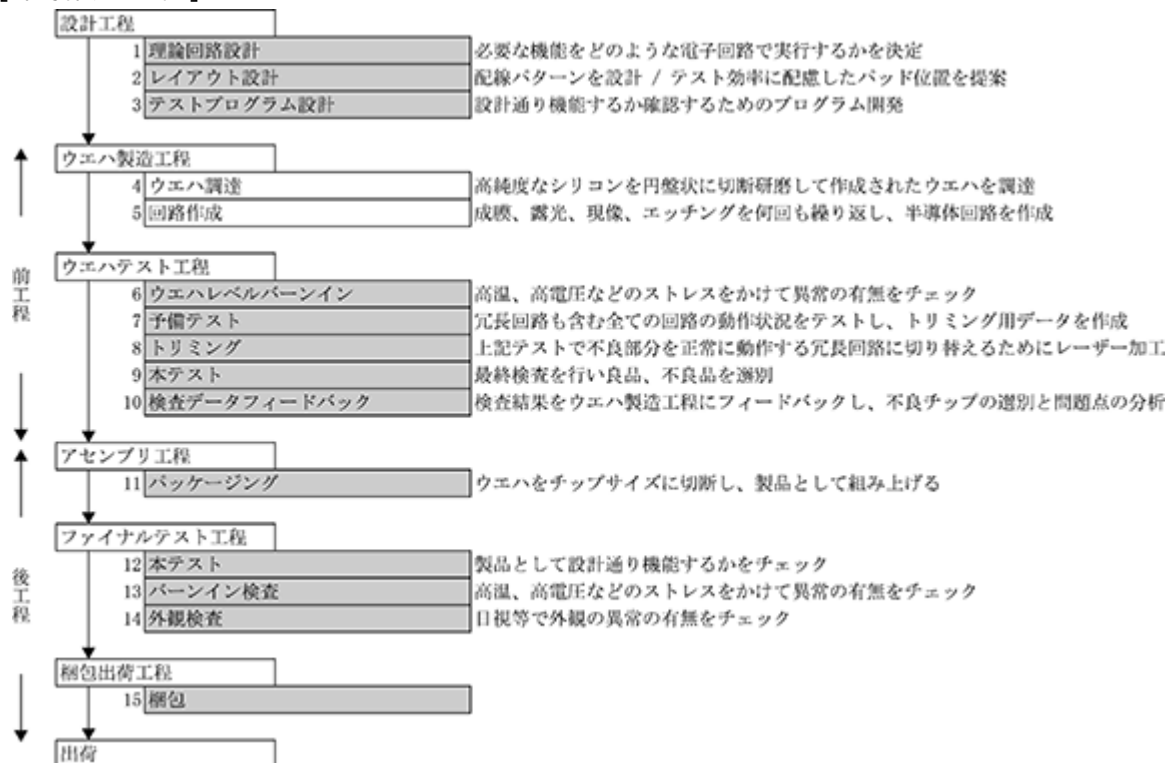 設計工程
1 理論回路設計 必要な機能をどのような電子回路で実行するかを決定
2 レイアウト設計 配線パターンを設計 / テスト効率に配慮したパッド位置を提案
3 テストプログラム設計 設計通り機能するか確認するためのプログラム開発
ウエハ製造工程
4 ウエハ調達 高純度なシリコンを円盤状に切断研磨して作成されたウエハを調達
5 回路作成 成膜、露光、現像、エッチングを何回も繰り返し、半導体回路を作成
前工程
ウエハテスト工程
6 ウエハレベルバーンイン 高温、高電圧などのストレスをかけて異常の有無をチェック
7 予備テスト 冗長回路も含む全ての回路の動作状況をテストし、トリミング用データを作成
8 トリミング 上記テストで不良部分を正常に動作する冗長回路に切り替えるためにレーザー加工
9 本テスト 最終検査を行い良品、不良品を選別
10 検査データフィードバック 検査結果をウエハ製造工程にフィードバックし、不良チップの選別と問題点の分析
アセンブリ工程
11 パッケージング ウエハをチップサイズに切断し、製品として組み上げる
後工程
ファイナルテスト工程
12 本テスト 製品として設計通り機能するかをチェック
13 バーンイン検査 高温、高電圧などのストレスをかけて異常の有無をチェック
14 外観検査 目視等で外観の異常の有無をチェック
梱包出荷工程
15 梱包
出荷